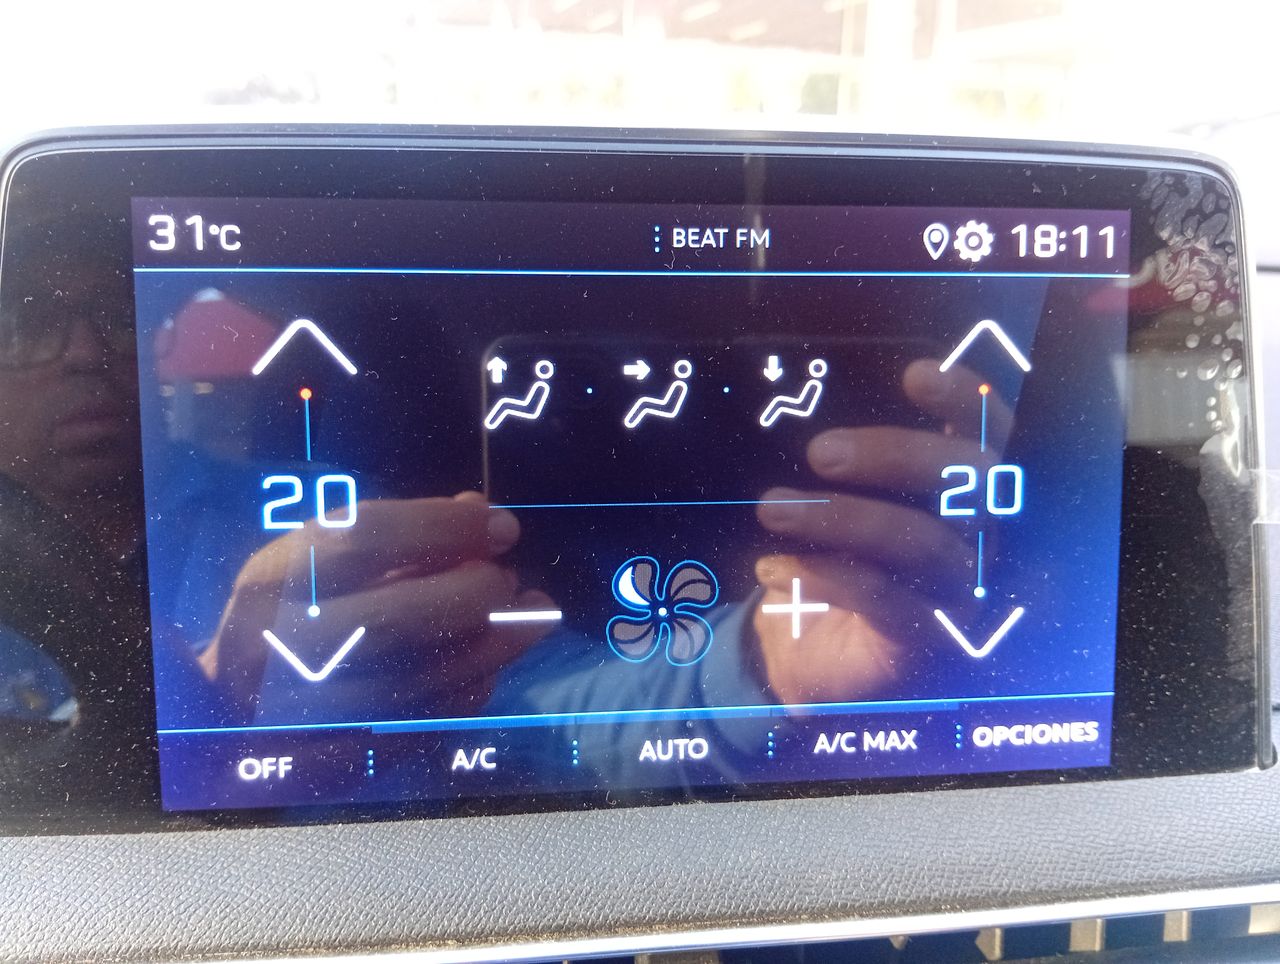 31°C BEAT FM 18:11
20 20
OFF A/C AUTO A/C MAX OPCIONES